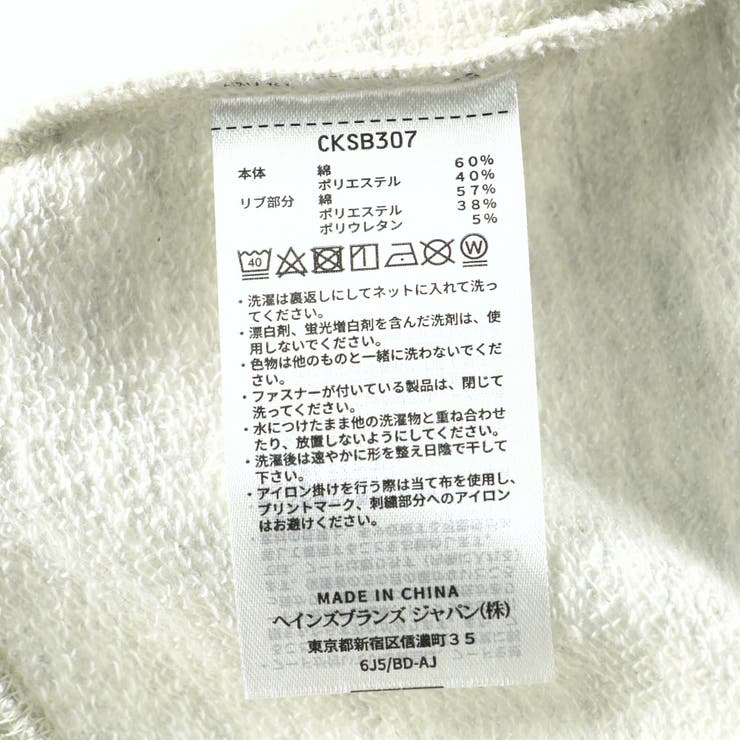 CKSB307
本体 綿 60%
ポリエステル 40%
リブ部分 綿 57%
ポリエステル 38%
ポリウレタン 5%
40 W
・洗濯は裏返しにしてネットに入れて洗っ
てください。
・漂白剤、蛍光増白剤を含んだ洗剤は、使
用しないでください。
・色物は他のものと一緒に洗わないでくだ
さい。
・ファスナーが付いている製品は、閉じて
洗ってください。
・水につけたまま他の洗濯物と重ね合わせ
たり、放置しないようにしてください。
・洗濯後は速やかに形を整え日陰で干して
下さい。
・アイロン掛けを行う際は当て布を使用し、
プリントマーク、刺繍部分へのアイロン
はお避けください。
MADE IN CHINA
ヘインズブランズ ジャパン(株)
東京都新宿区信濃町35
6J5/BD-AJ